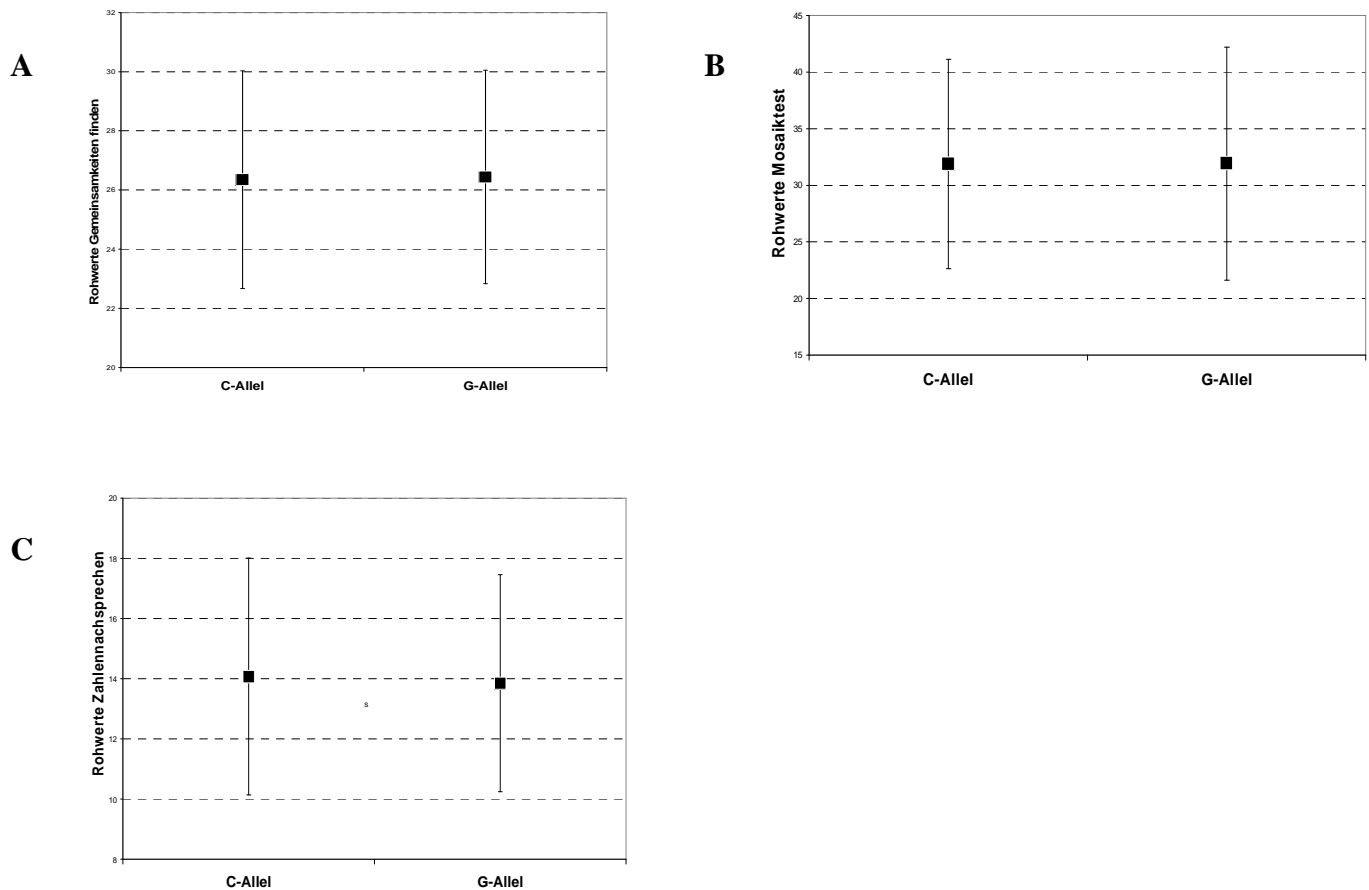 A
Rohwerte Gemeinsamkeiten finden
32
30
28
26
24
22
20
C-Allel G-Allel
B
Rohwerte Mosaiktest
45
40
35
30
25
20
15
C-Allel G-Allel
C
Rohwerte Zahlennachsprechen
20
18
16
14
12
10
8
s
C-Allel G-Allel